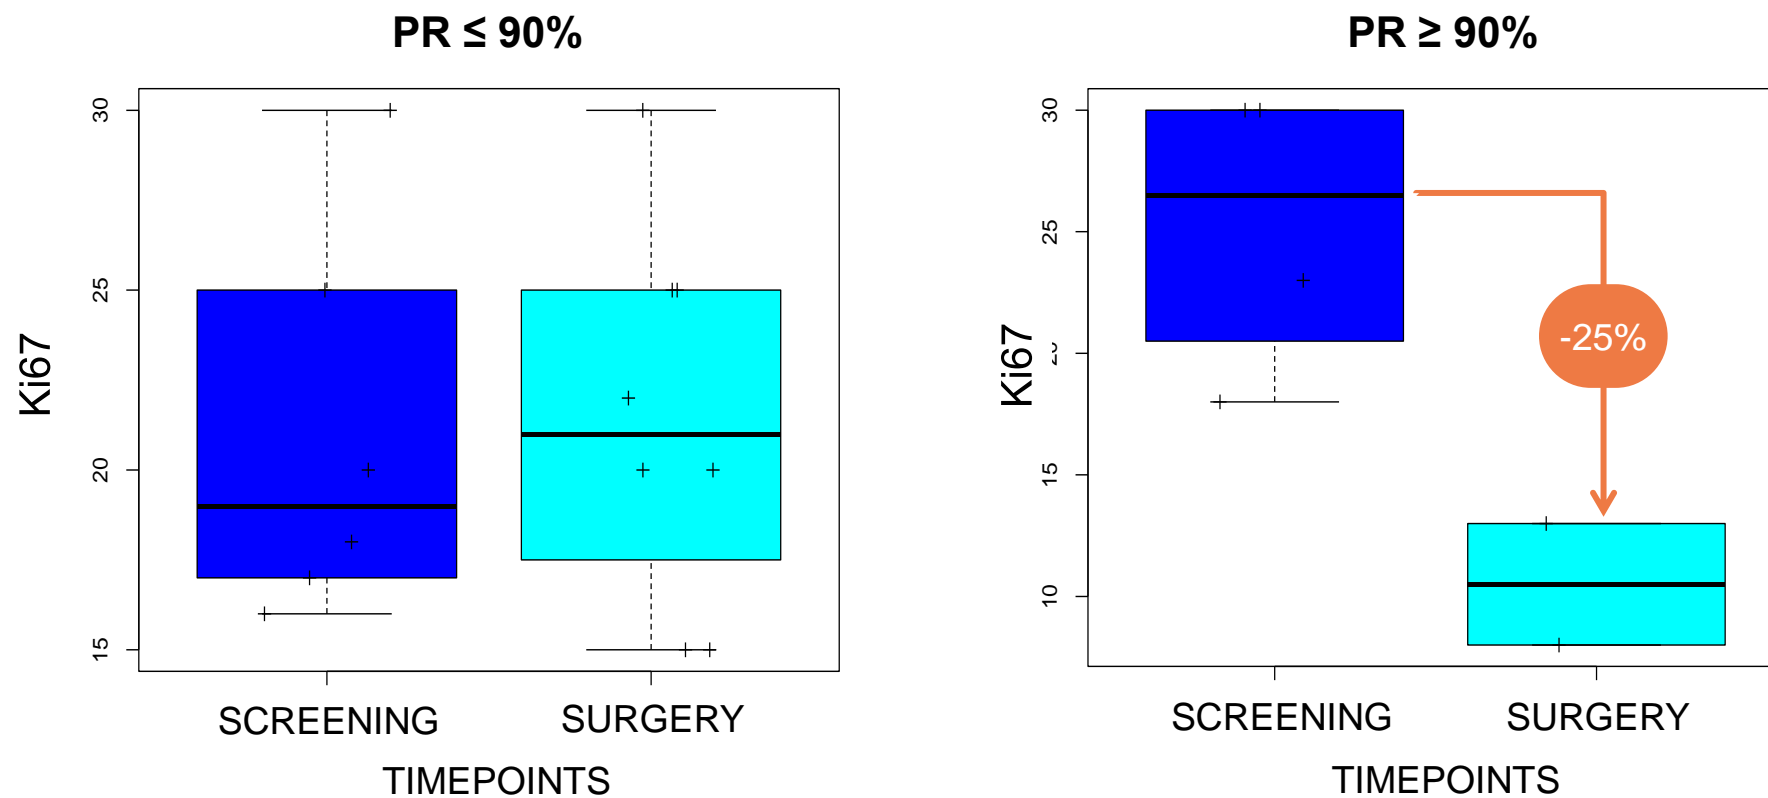 PR ≤ 90%
Ki67
30
25
20
15
SCREENING
SURGERY
TIMEPOINTS
PR ≥ 90%
Ki67
30
25
20
15
10
-25%
SCREENING
SURGERY
TIMEPOINTS